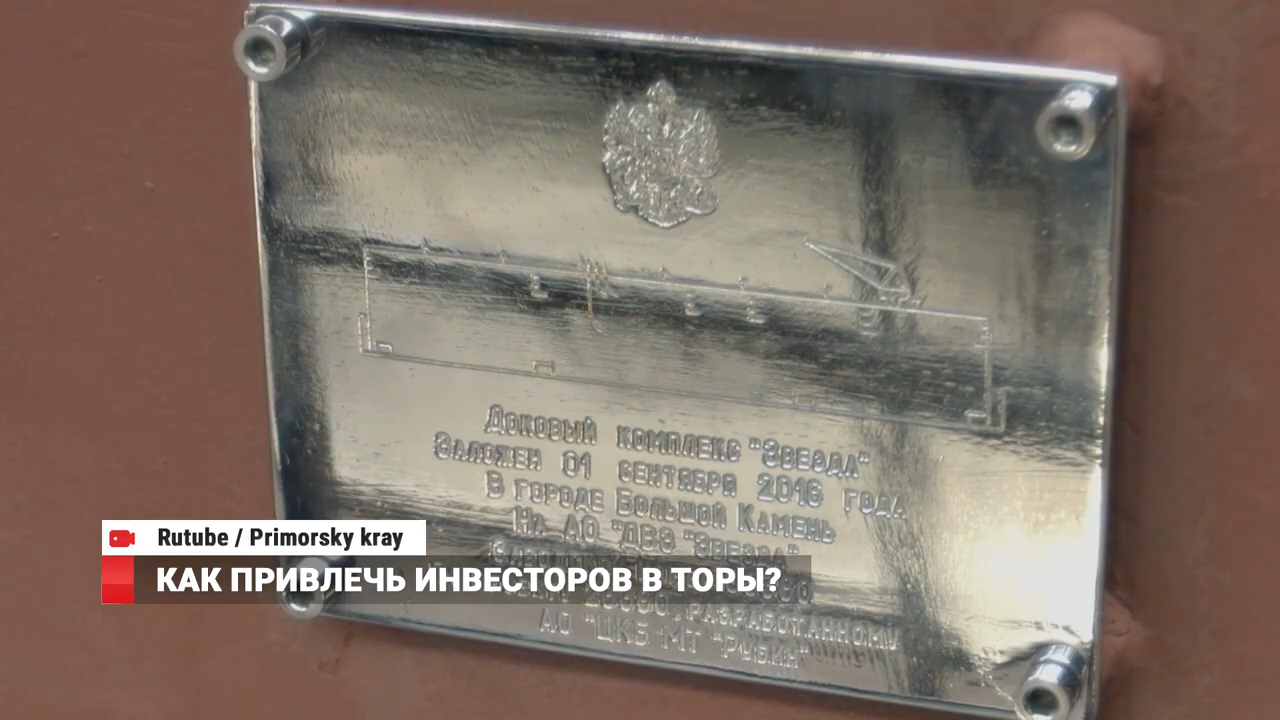 Доковый комплекс "Звезда"
Заложен 01 сентября 2016 года
В городе Большой Камень
На АО "ДВЗ "Звезда"
Rutube / Primorsky kray
КАК ПРИВЛЕЧЬ ИНВЕСТОРОВ В ТОРЫ?
разработанному
АО "ЦКБ МТ "Рубин"